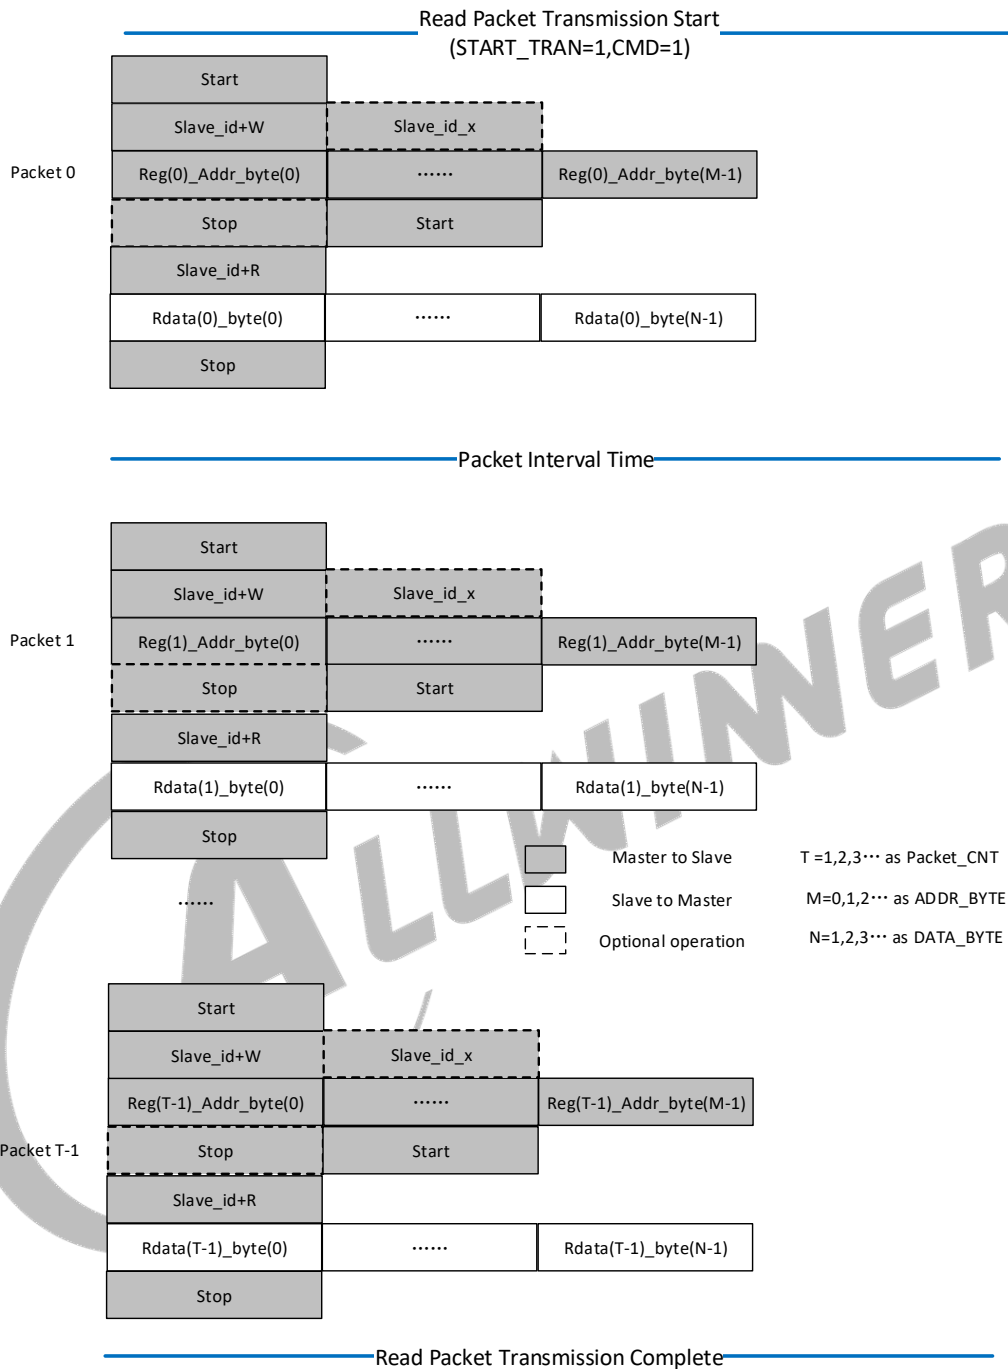 Read Packet Transmission Start
(START_TRAN=1,CMD=1)
Start
Slave_id+W Slave_id_x
Packet 0 Reg(0)_Addr_byte(0) ······ Reg(0)_Addr_byte(M-1)
Stop Start
Slave_id+R
Rdata(0)_byte(0) ······ Rdata(0)_byte(N-1)
Stop
Packet Interval Time
Start
Slave_id+W Slave_id_x
Packet 1 Reg(1)_Addr_byte(0) ······ Reg(1)_Addr_byte(M-1)
Stop Start
Slave_id+R
Rdata(1)_byte(0) ······ Rdata(1)_byte(N-1)
Stop
Master to Slave T =1,2,3··· as Packet_CNT
Slave to Master M=0,1,2··· as ADDR_BYTE
Optional operation N=1,2,3··· as DATA_BYTE
······
ALLWINNER
Start
Slave_id+W Slave_id_x
Reg(T-1)_Addr_byte(0) ······ Reg(T-1)_Addr_byte(M-1)
Packet T-1 Stop Start
Slave_id+R
Rdata(T-1)_byte(0) ······ Rdata(T-1)_byte(N-1)
Stop
Read Packet Transmission Complete